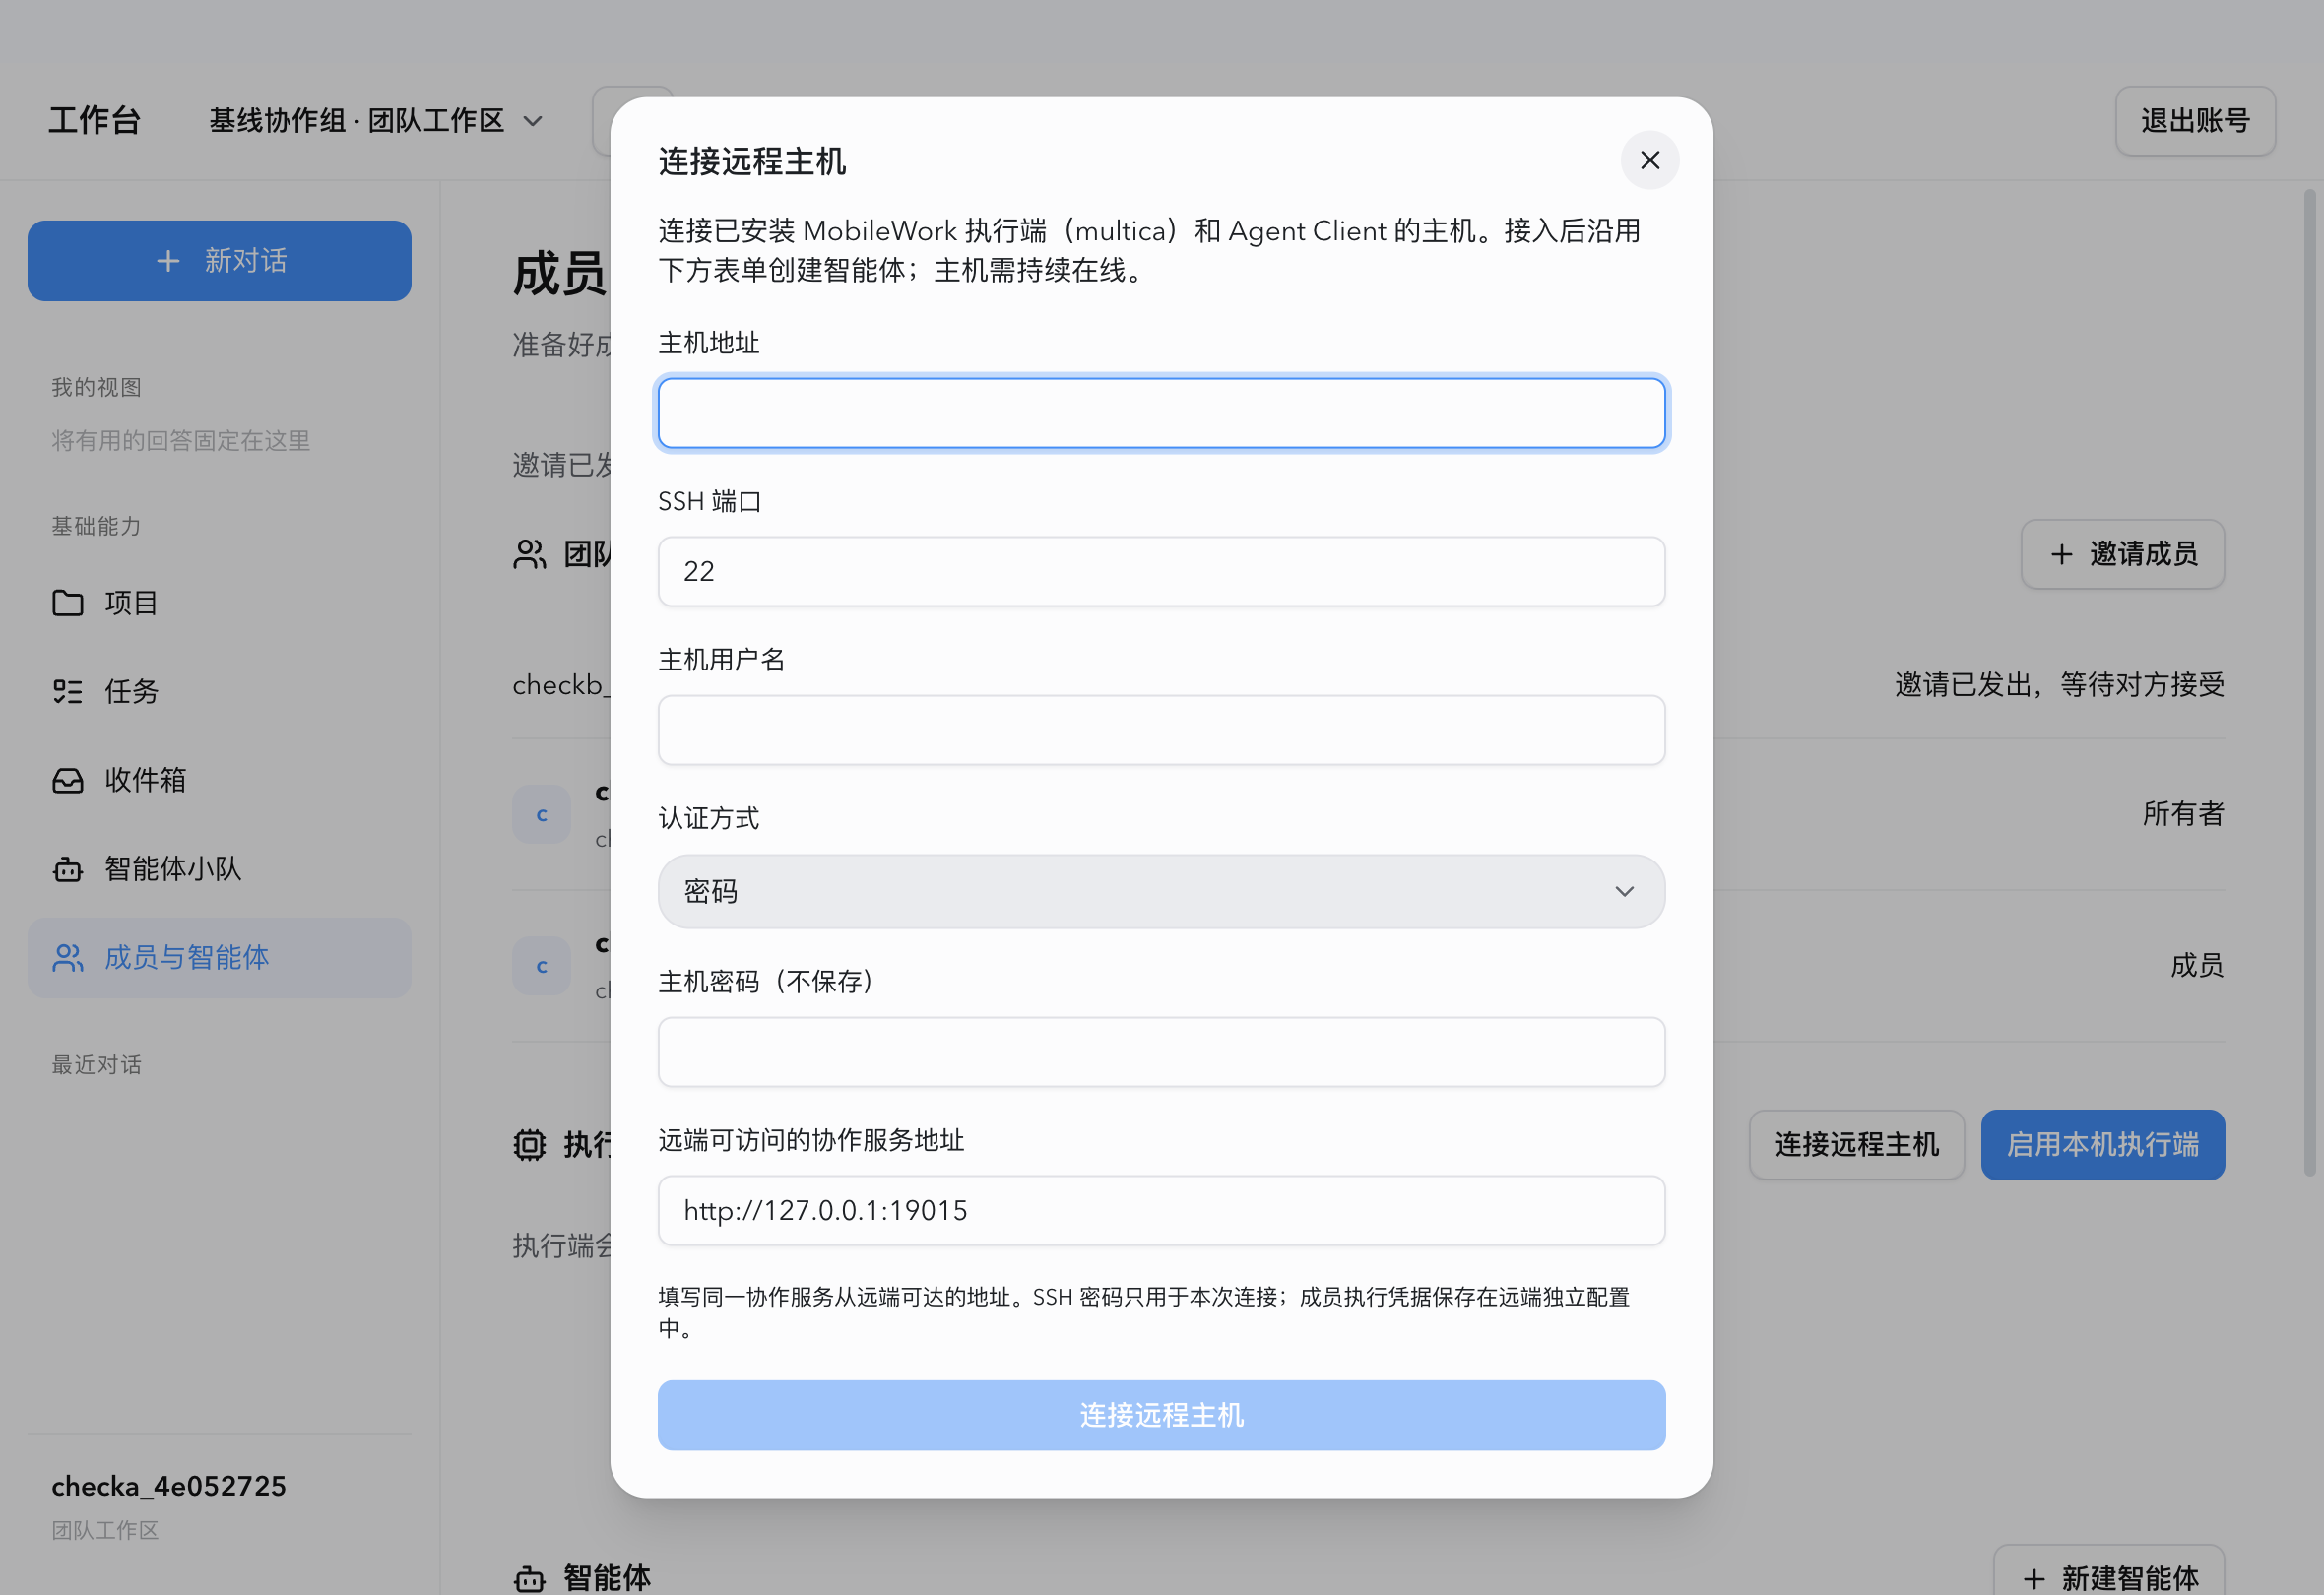 工作台
基线协作组 · 团队工作区
退出账号
新对话
我的视图
将有用的回答固定在这里
基础能力
项目
任务
收件箱
智能体小队
成员与智能体
最近对话
checka_4e052725
团队工作区
成员
准备好成
邀请已发
团队
邀请成员
checkb_
邀请已发出，等待对方接受
c
所有者
c
成员
执行
连接远程主机
启用本机执行端
执行端会
智能体
新建智能体
连接远程主机
连接已安装 MobileWork 执行端（multica）和 Agent Client 的主机。接入后沿用
下方表单创建智能体；主机需持续在线。
主机地址
SSH 端口
22
主机用户名
认证方式
密码
主机密码（不保存）
远端可访问的协作服务地址
http://127.0.0.1:19015
填写同一协作服务从远端可达的地址。SSH 密码只用于本次连接；成员执行凭据保存在远端独立配置
中。
连接远程主机